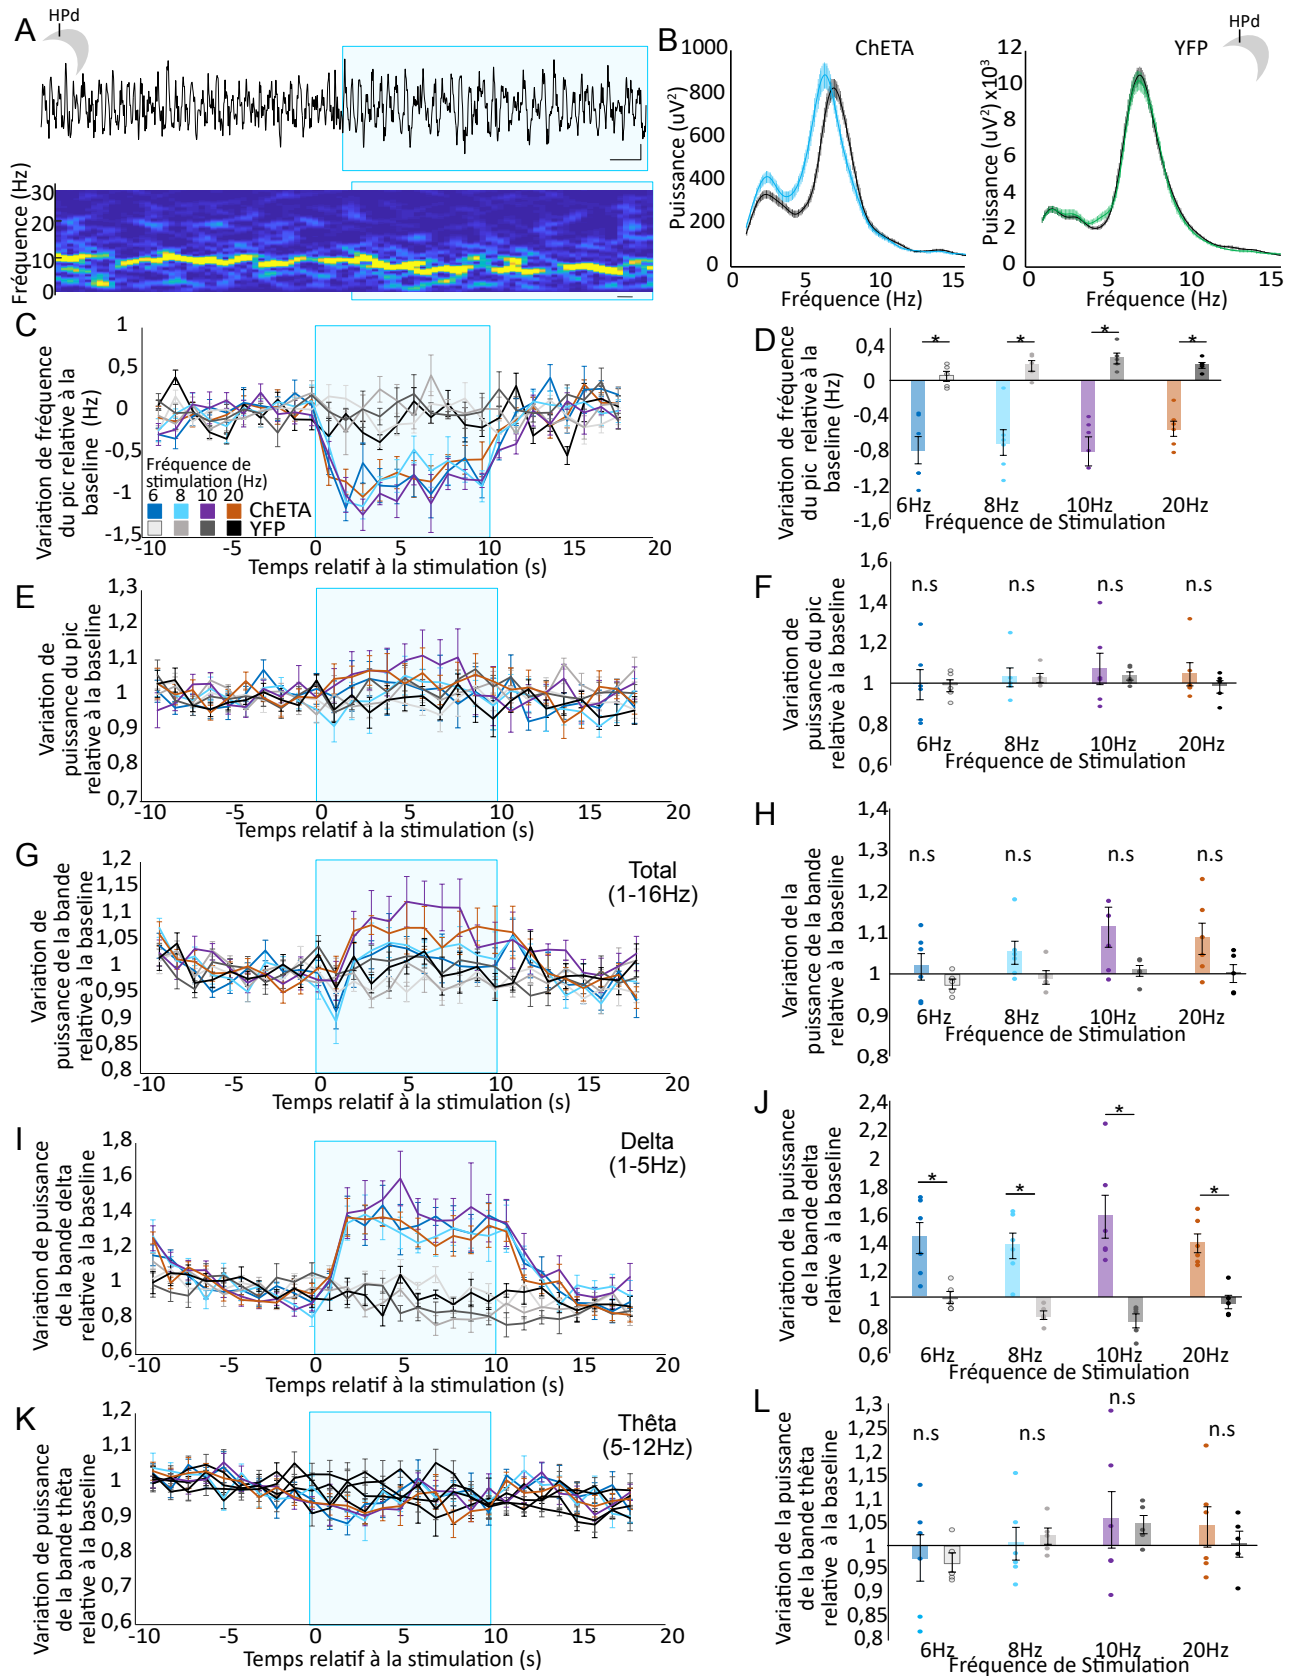 A
HPd
Fréquence (Hz)
30
20
10
0
B
ChETA
Puissance (uV²)
1000
800
600
400
200
0
0
5
10
15
Fréquence (Hz)
YFP
HPd
Puissance (uV²) x10³
12
10
8
6
4
2
0
0
5
10
15
Fréquence (Hz)
C
Variation de fréquence
du pic relative à la
baseline (Hz)
1
0,5
0
-0,5
-1
-1,5
Fréquence de
stimulation (Hz)
6 8 10 20
ChETA
YFP
-10
-5
0
5
10
15
20
Temps relatif à la stimulation (s)
D
Variation de fréquence
du pic relative à la
baseline (Hz)
0,4
0
-0,4
-0,8
-1,2
-1,6
*
*
*
*
6Hz
8Hz
10Hz
20Hz
Fréquence de Stimulation
E
Variation de
puissance du pic
relative à la baseline
1,3
1,2
1,1
1
0,9
0,8
0,7
-10
-5
0
5
10
15
20
Temps relatif à la stimulation (s)
F
Variation de
puissance du pic
relative à la baseline
1,6
1,4
1,2
1
0,8
0,6
n.s
n.s
n.s
n.s
6Hz
8Hz
10Hz
20Hz
Fréquence de Stimulation
G
Variation de
puissance de la bande
relative à la baseline
1,2
1,15
1,1
1,05
1
0,95
0,9
0,85
0,8
Total
(1-16Hz)
-10
-5
0
5
10
15
20
Temps relatif à la stimulation (s)
H
Variation de la
puissance de la bande
relative à la baseline
1,4
1,3
1,2
1,1
1
0,9
0,8
n.s
n.s
n.s
n.s
6Hz
8Hz
10Hz
20Hz
Fréquence de Stimulation
I
Variation de puissance
de la bande delta
relative à la baseline
1,8
1,6
1,4
1,2
1
0,8
0,6
Delta
(1-5Hz)
-10
-5
0
5
10
15
20
Temps relatif à la stimulation (s)
J
Variation de la puissance
de la bande delta
relative à la baseline
2,4
2,2
2
1,8
1,6
1,4
1,2
1
0,8
0,6
*
*
*
*
6Hz
8Hz
10Hz
20Hz
Fréquence de Stimulation
K
Variation de puissance
de la bande thêta
relative à la baseline
1,2
1,1
1
0,9
0,8
0,7
0,6
Thêta
(5-12Hz)
-10
-5
0
5
10
15
20
Temps relatif à la stimulation (s)
L
Variation de la puissance
de la bande thêta
relative à la baseline
1,3
1,25
1,2
1,15
1,1
1,05
1
0,95
0,9
0,85
0,8
n.s
n.s
n.s
n.s
6Hz
8Hz
10Hz
20Hz
Fréquence de Stimulation